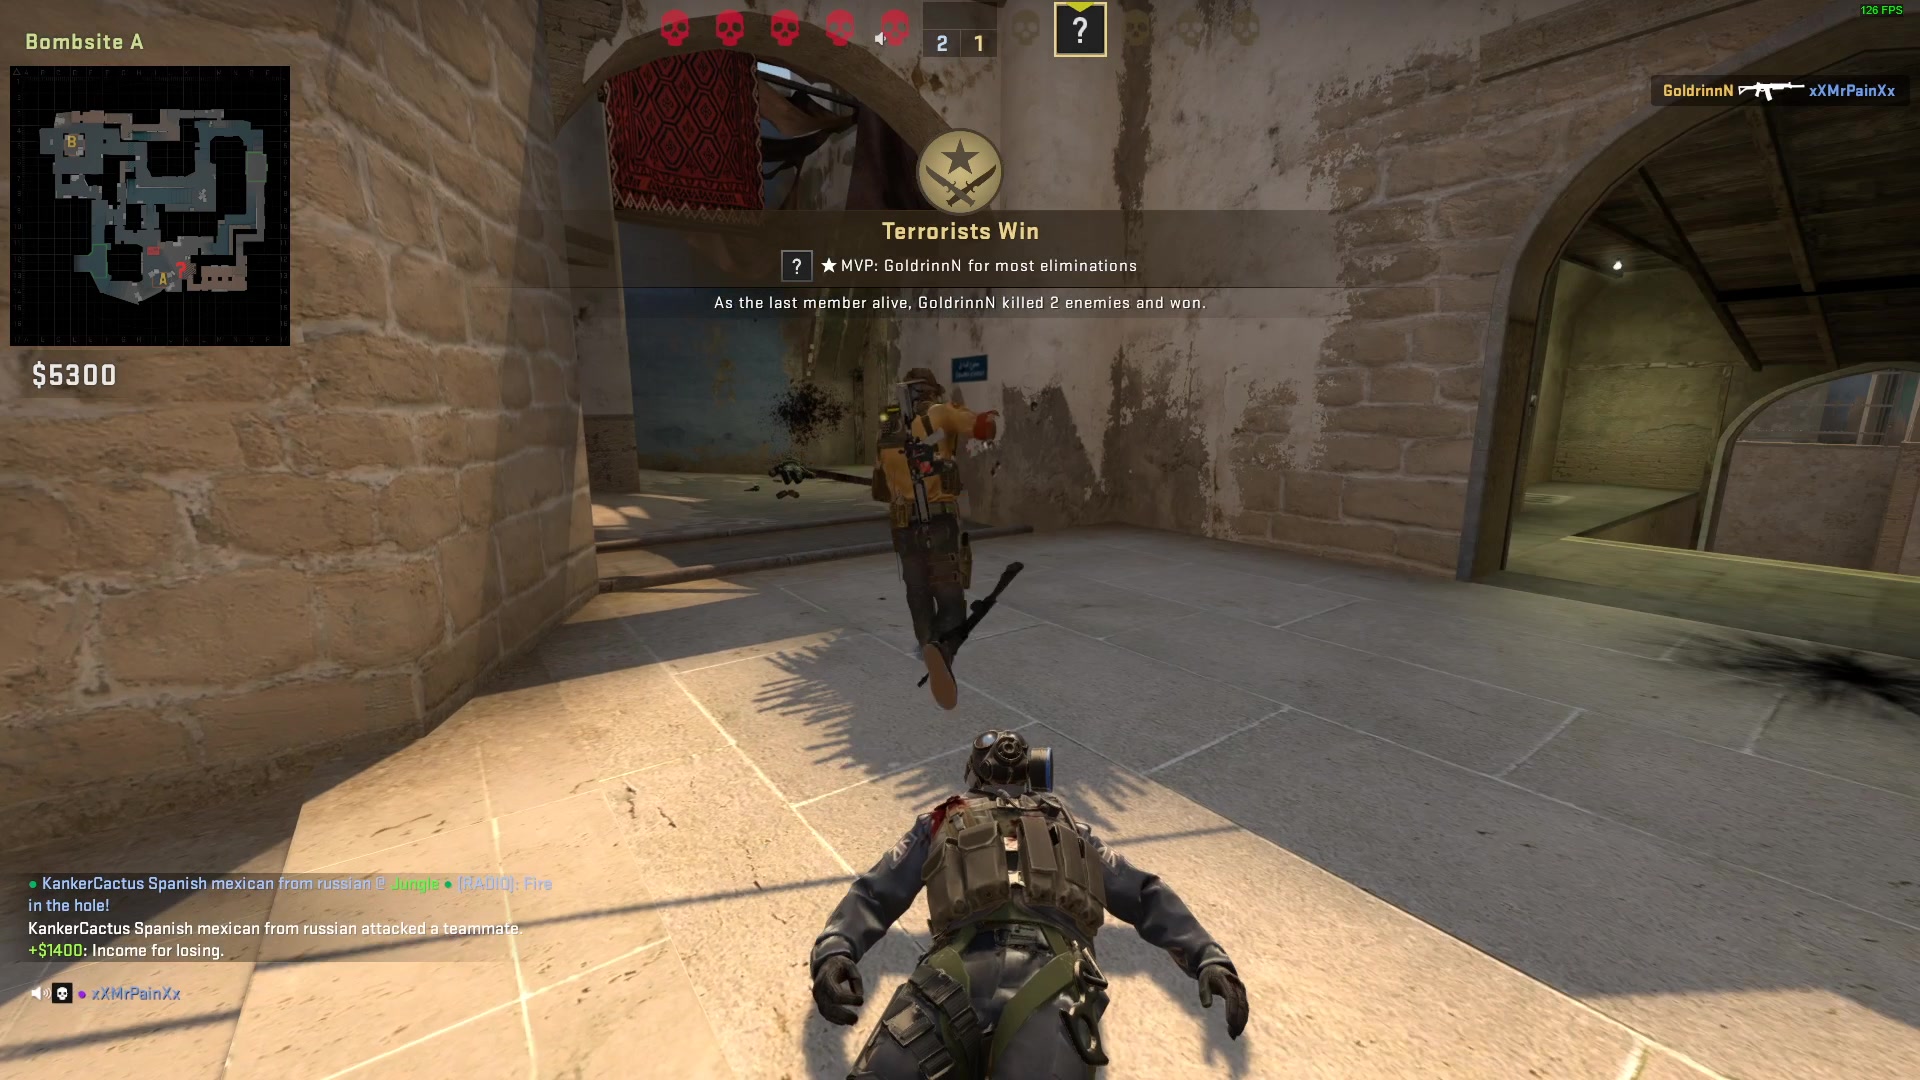 126 FPS
Bombsite A
2 1
?
GoldrinnN xXMrPainXx
B
A
?
$5300
Terrorists Win
? ★ MVP: GoldrinnN for most eliminations
As the last member alive, GoldrinnN killed 2 enemies and won.
• KankerCactus Spanish mexican from russian @ Jungle • [RADIO]: Fire
in the hole!
KankerCactus Spanish mexican from russian attacked a teammate.
+$1400: Income for losing.
• xXMrPainXx